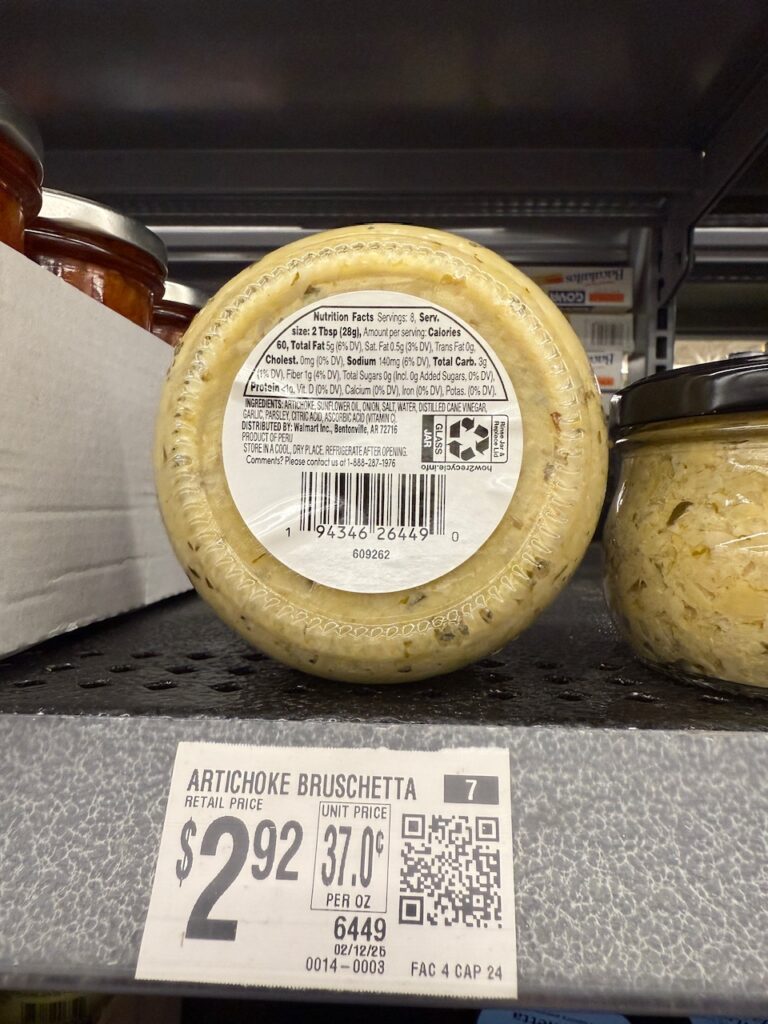 Nutrition Facts Servings: 8, Serv.
size: 2 Tbsp (28g), Amount per serving: Calories
60, Total Fat 5g (6% DV), Sat. Fat 0.5g (3% DV), Trans Fat 0g,
Cholest. 0mg (0% DV), Sodium 140mg (6% DV), Total Carb. 3g
(1% DV), Fiber 1g (4% DV), Total Sugars 0g (Incl. 0g Added Sugars, 0% DV),
Protein <1g, Vit. D (0% DV), Calcium (0% DV), Iron (0% DV), Potas. (0% DV).
INGREDIENTS: ARTICHOKE, SUNFLOWER OIL, ONION, SALT, WATER, DISTILLED CANE VINEGAR,
GARLIC, PARSLEY, CITRIC ACID, ASCORBIC ACID (VITAMIN C).
DISTRIBUTED BY: Walmart Inc., Bentonville, AR 72716
PRODUCT OF PERU
STORE IN A COOL, DRY PLACE. REFRIGERATE AFTER OPENING.
Comments? Please contact us at 1-888-287-1976
GLASS
JAR
Rinse Jar &
Replace Lid
how2recycle.info
1 94346 26449 0
609262
GOYA
ARTICHOKE BRUSCHETTA 7
RETAIL PRICE
$2.92
UNIT PRICE
37.0¢
PER OZ
6449
02/12/26
0014-0003 FAC 4 CAP 24